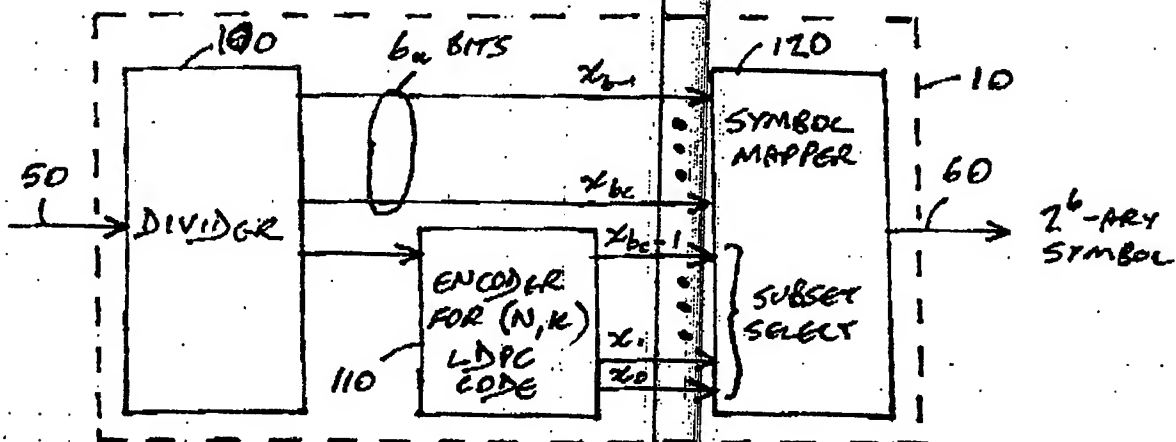 100
b_u BITS
120
x_{b-1}
10
SYMBOL
MAPPER
50
60
x_{bc}
DIVIDER
2^b-ARY
SYMBOL
x_{bc-1}
ENCODER
FOR (N,K)
LDPC
CODE
SUBSET
SELECT
x_1
x_0
110